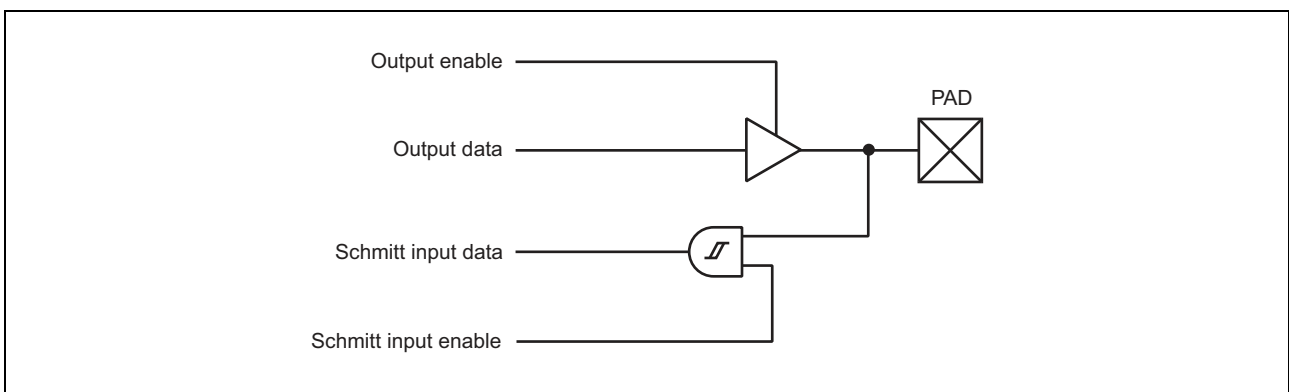 Output enable
PAD
Output data
Schmitt input data
Schmitt input enable